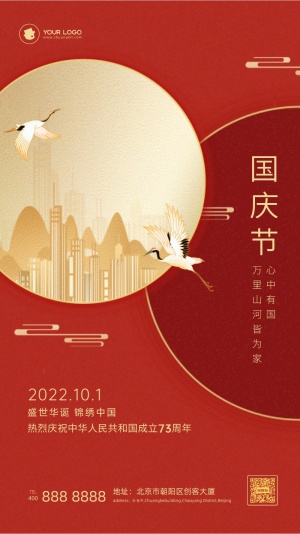 YOUR LOGO
国庆节
心中有国
万里山河皆为家
2022.10.1
盛世华诞 锦绣中国
热烈庆祝中华人民共和国成立73周年
TEL
400 888 8888
地址：北京市朝阳区创客大厦